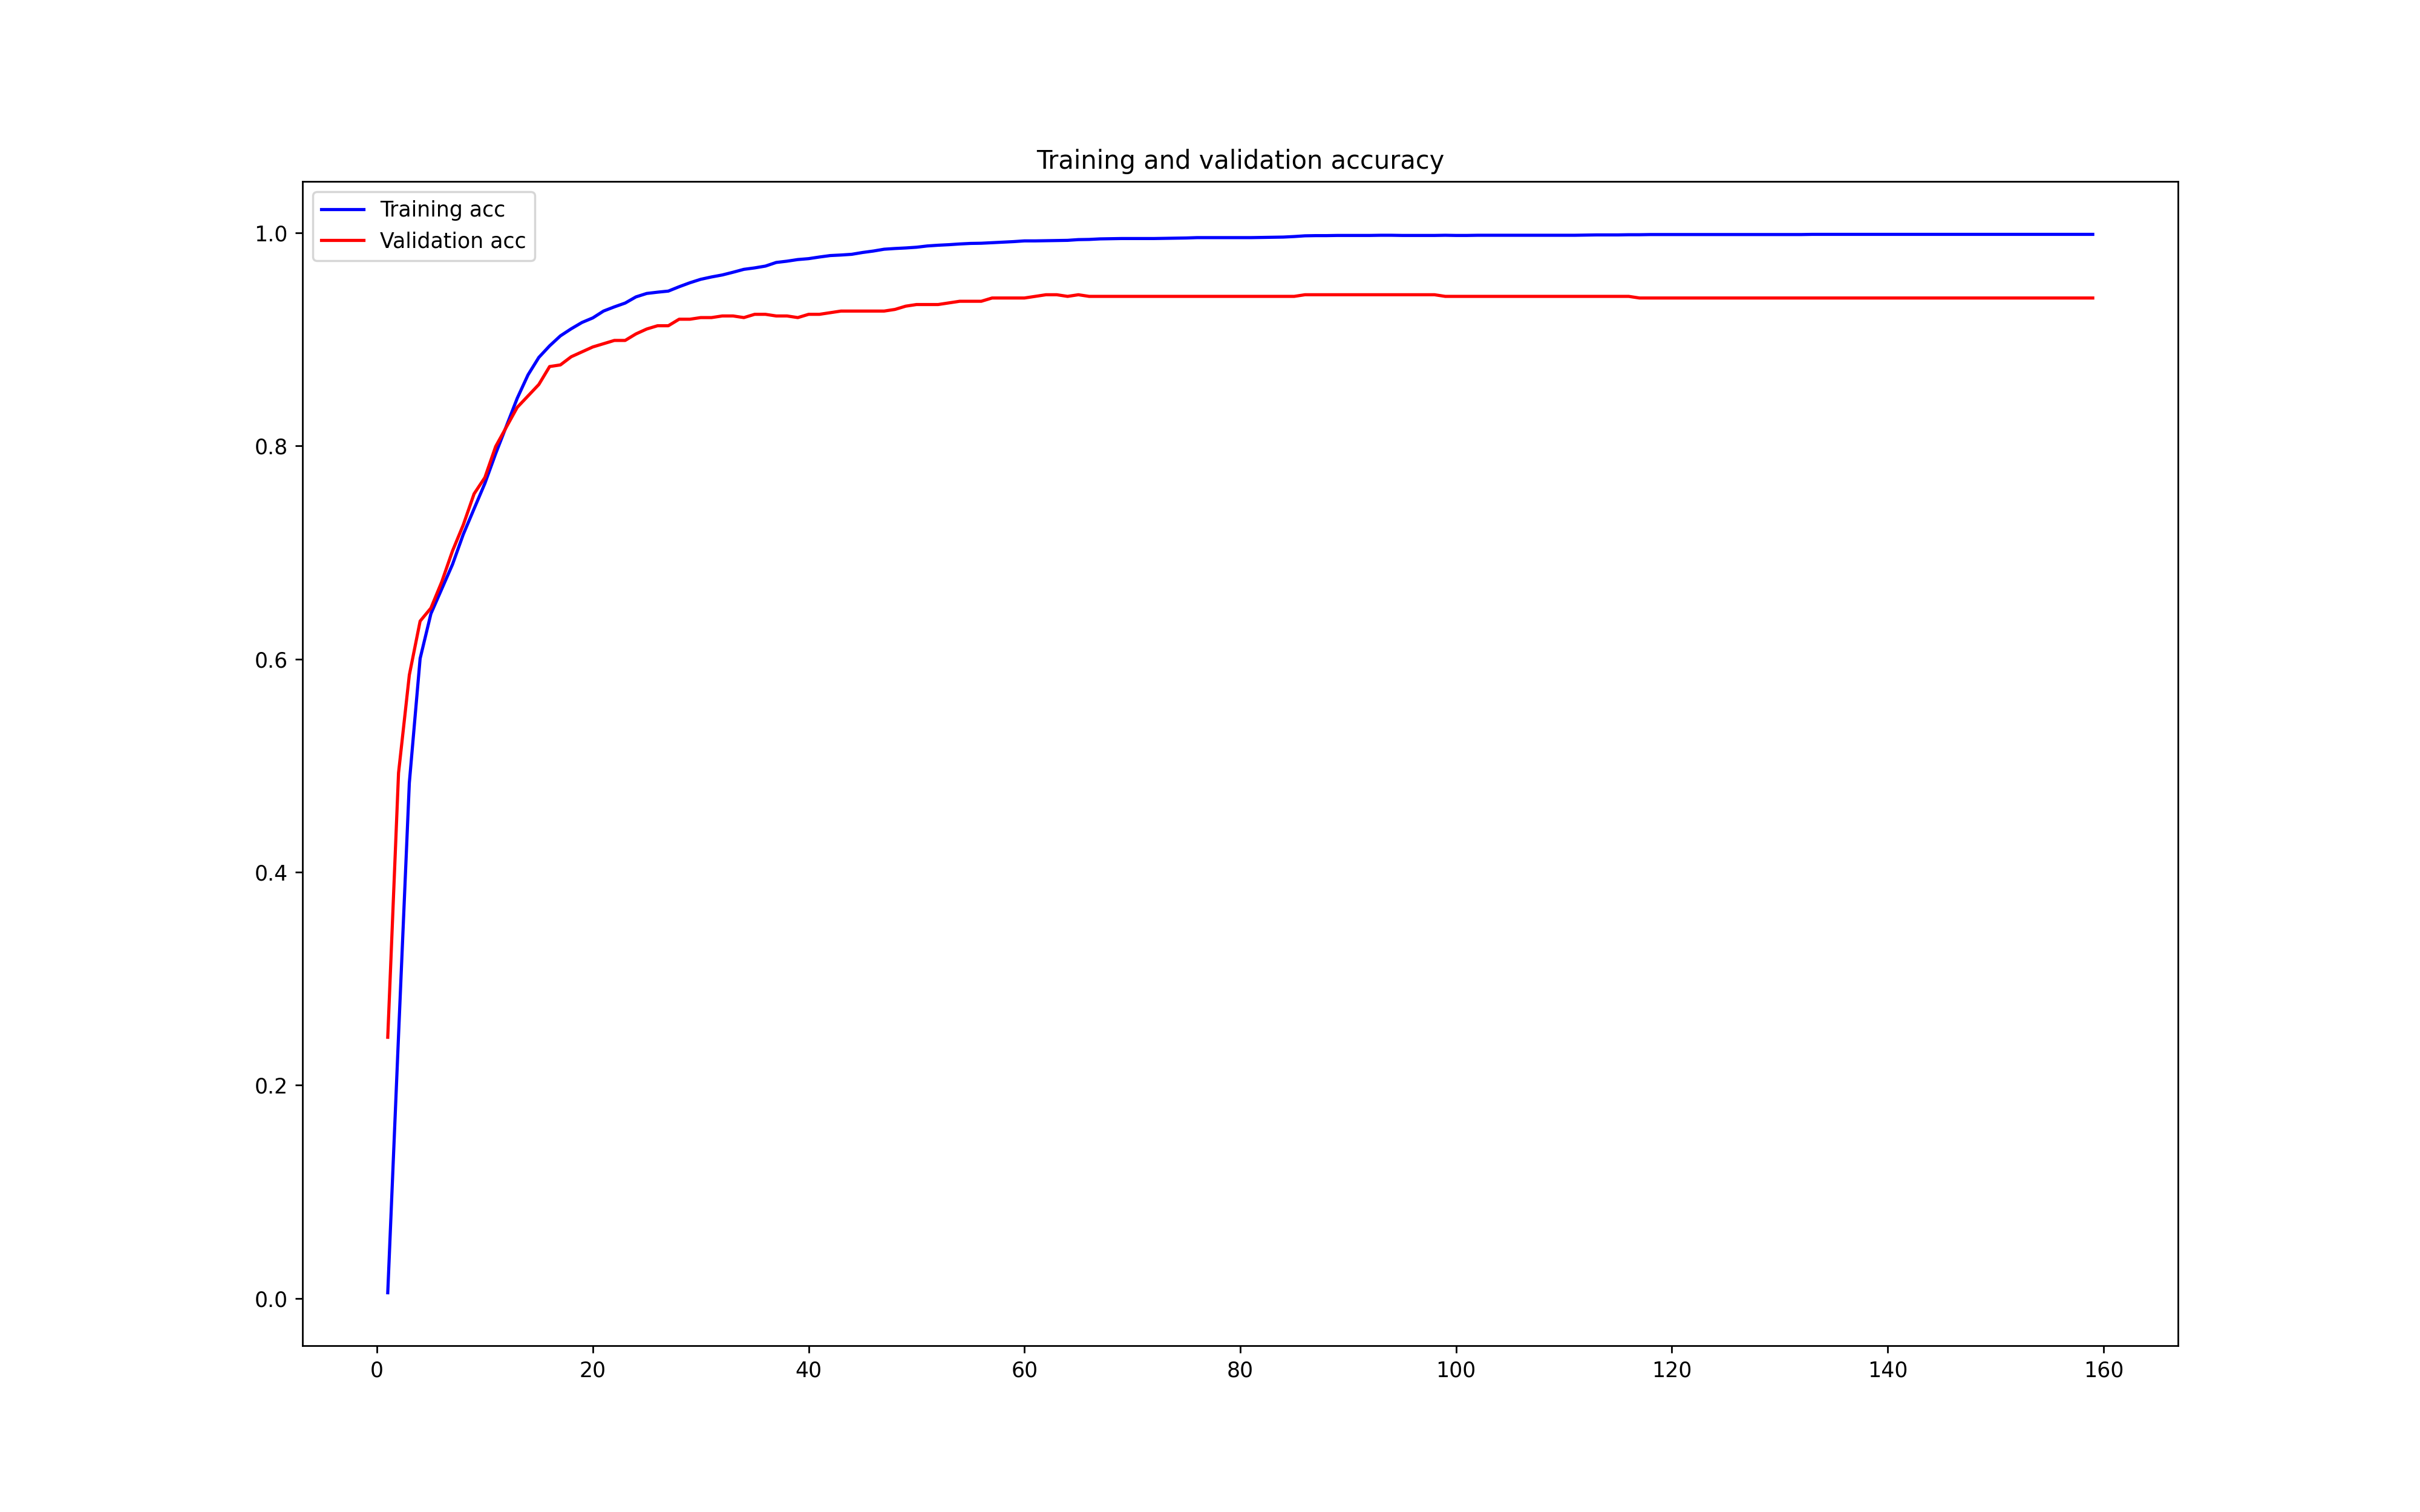 Training and validation accuracy
Training acc
Validation acc
1.0
0.8
0.6
0.4
0.2
0.0
0 20 40 60 80 100 120 140 160